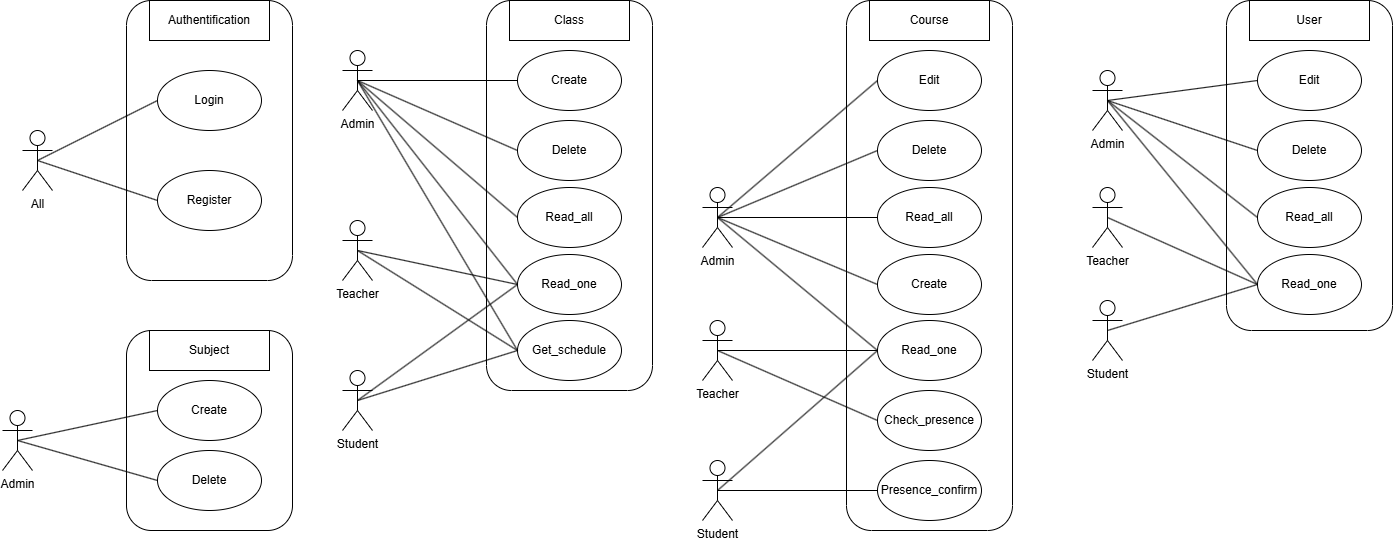 Authentification
Login
Register
All
Subject
Create
Delete
Admin
Class
Create
Delete
Read_all
Read_one
Get_schedule
Admin
Teacher
Student
Course
Edit
Delete
Read_all
Create
Read_one
Check_presence
Presence_confirm
Admin
Teacher
Student
User
Edit
Delete
Read_all
Read_one
Admin
Teacher
Student